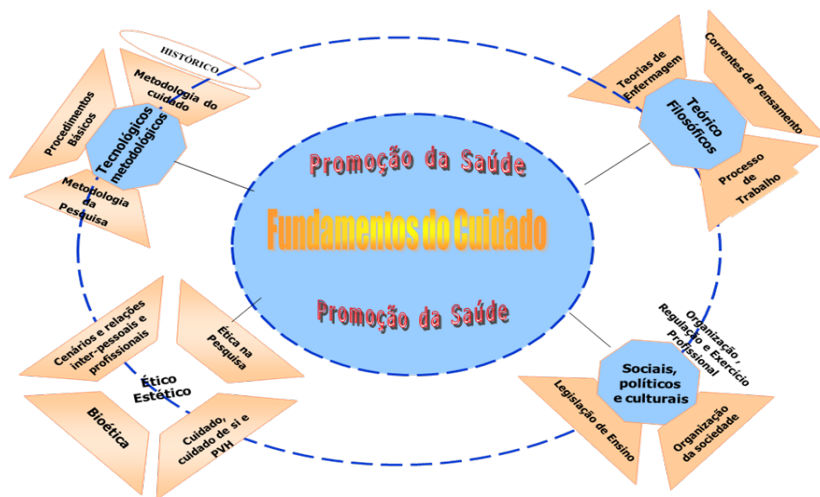 HISTÓRICO
Metodologia do
cuidado
Procedimentos
Básicos
Tecnológicos
metodológicos
Metodologia
da
Pesquisa
Teorias de
Enfermagem
Correntes de Pensamento
Teórico
Filosóficos
Processo
de
Trabalho
Promoção da Saúde
Fundamentos do Cuidado
Promoção da Saúde
Cenários e relações
inter-pessoais e
profissionais
Ética na
Pesquisa
Ético
Estético
Bioética
Cuidado,
cuidado de si e
PVH
Organização,
Regulação e Exercício
Profissional
Sociais,
políticos
e culturais
Legislação de Ensino
Organização
da sociedade